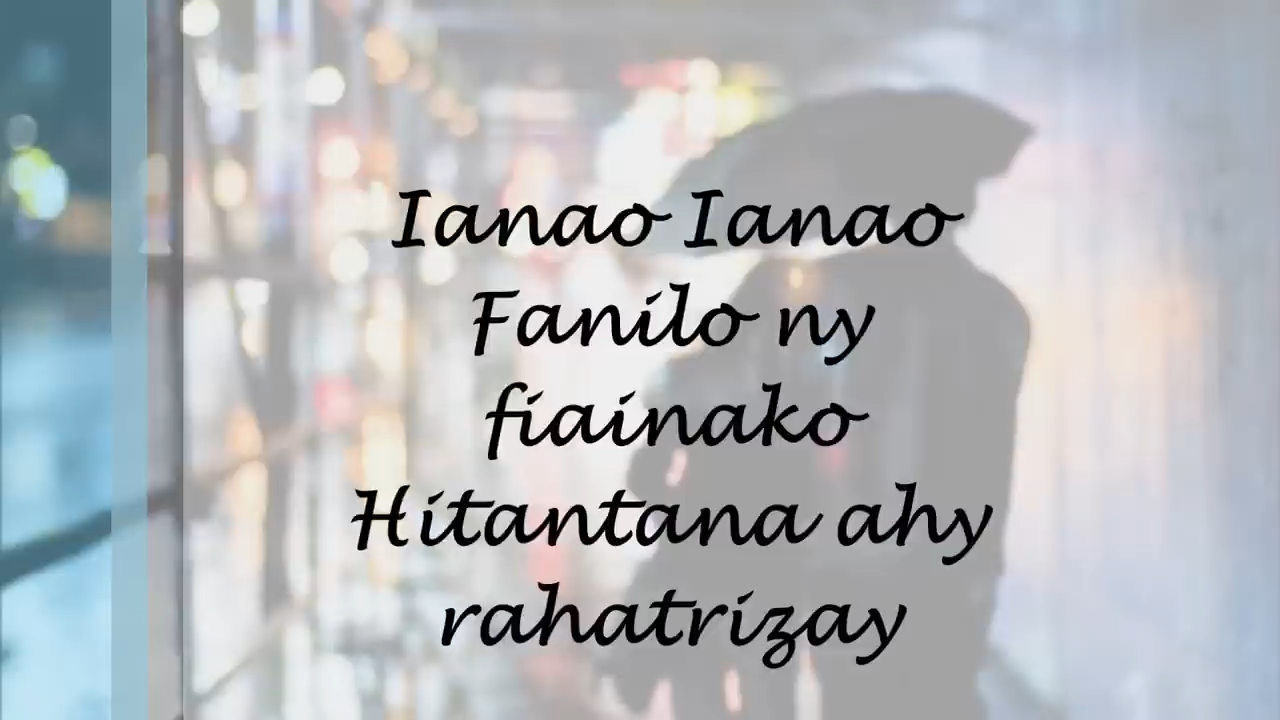 Ianao Ianao
Fanilo ny
fiainako
Hitantana ahy
rahatrizay